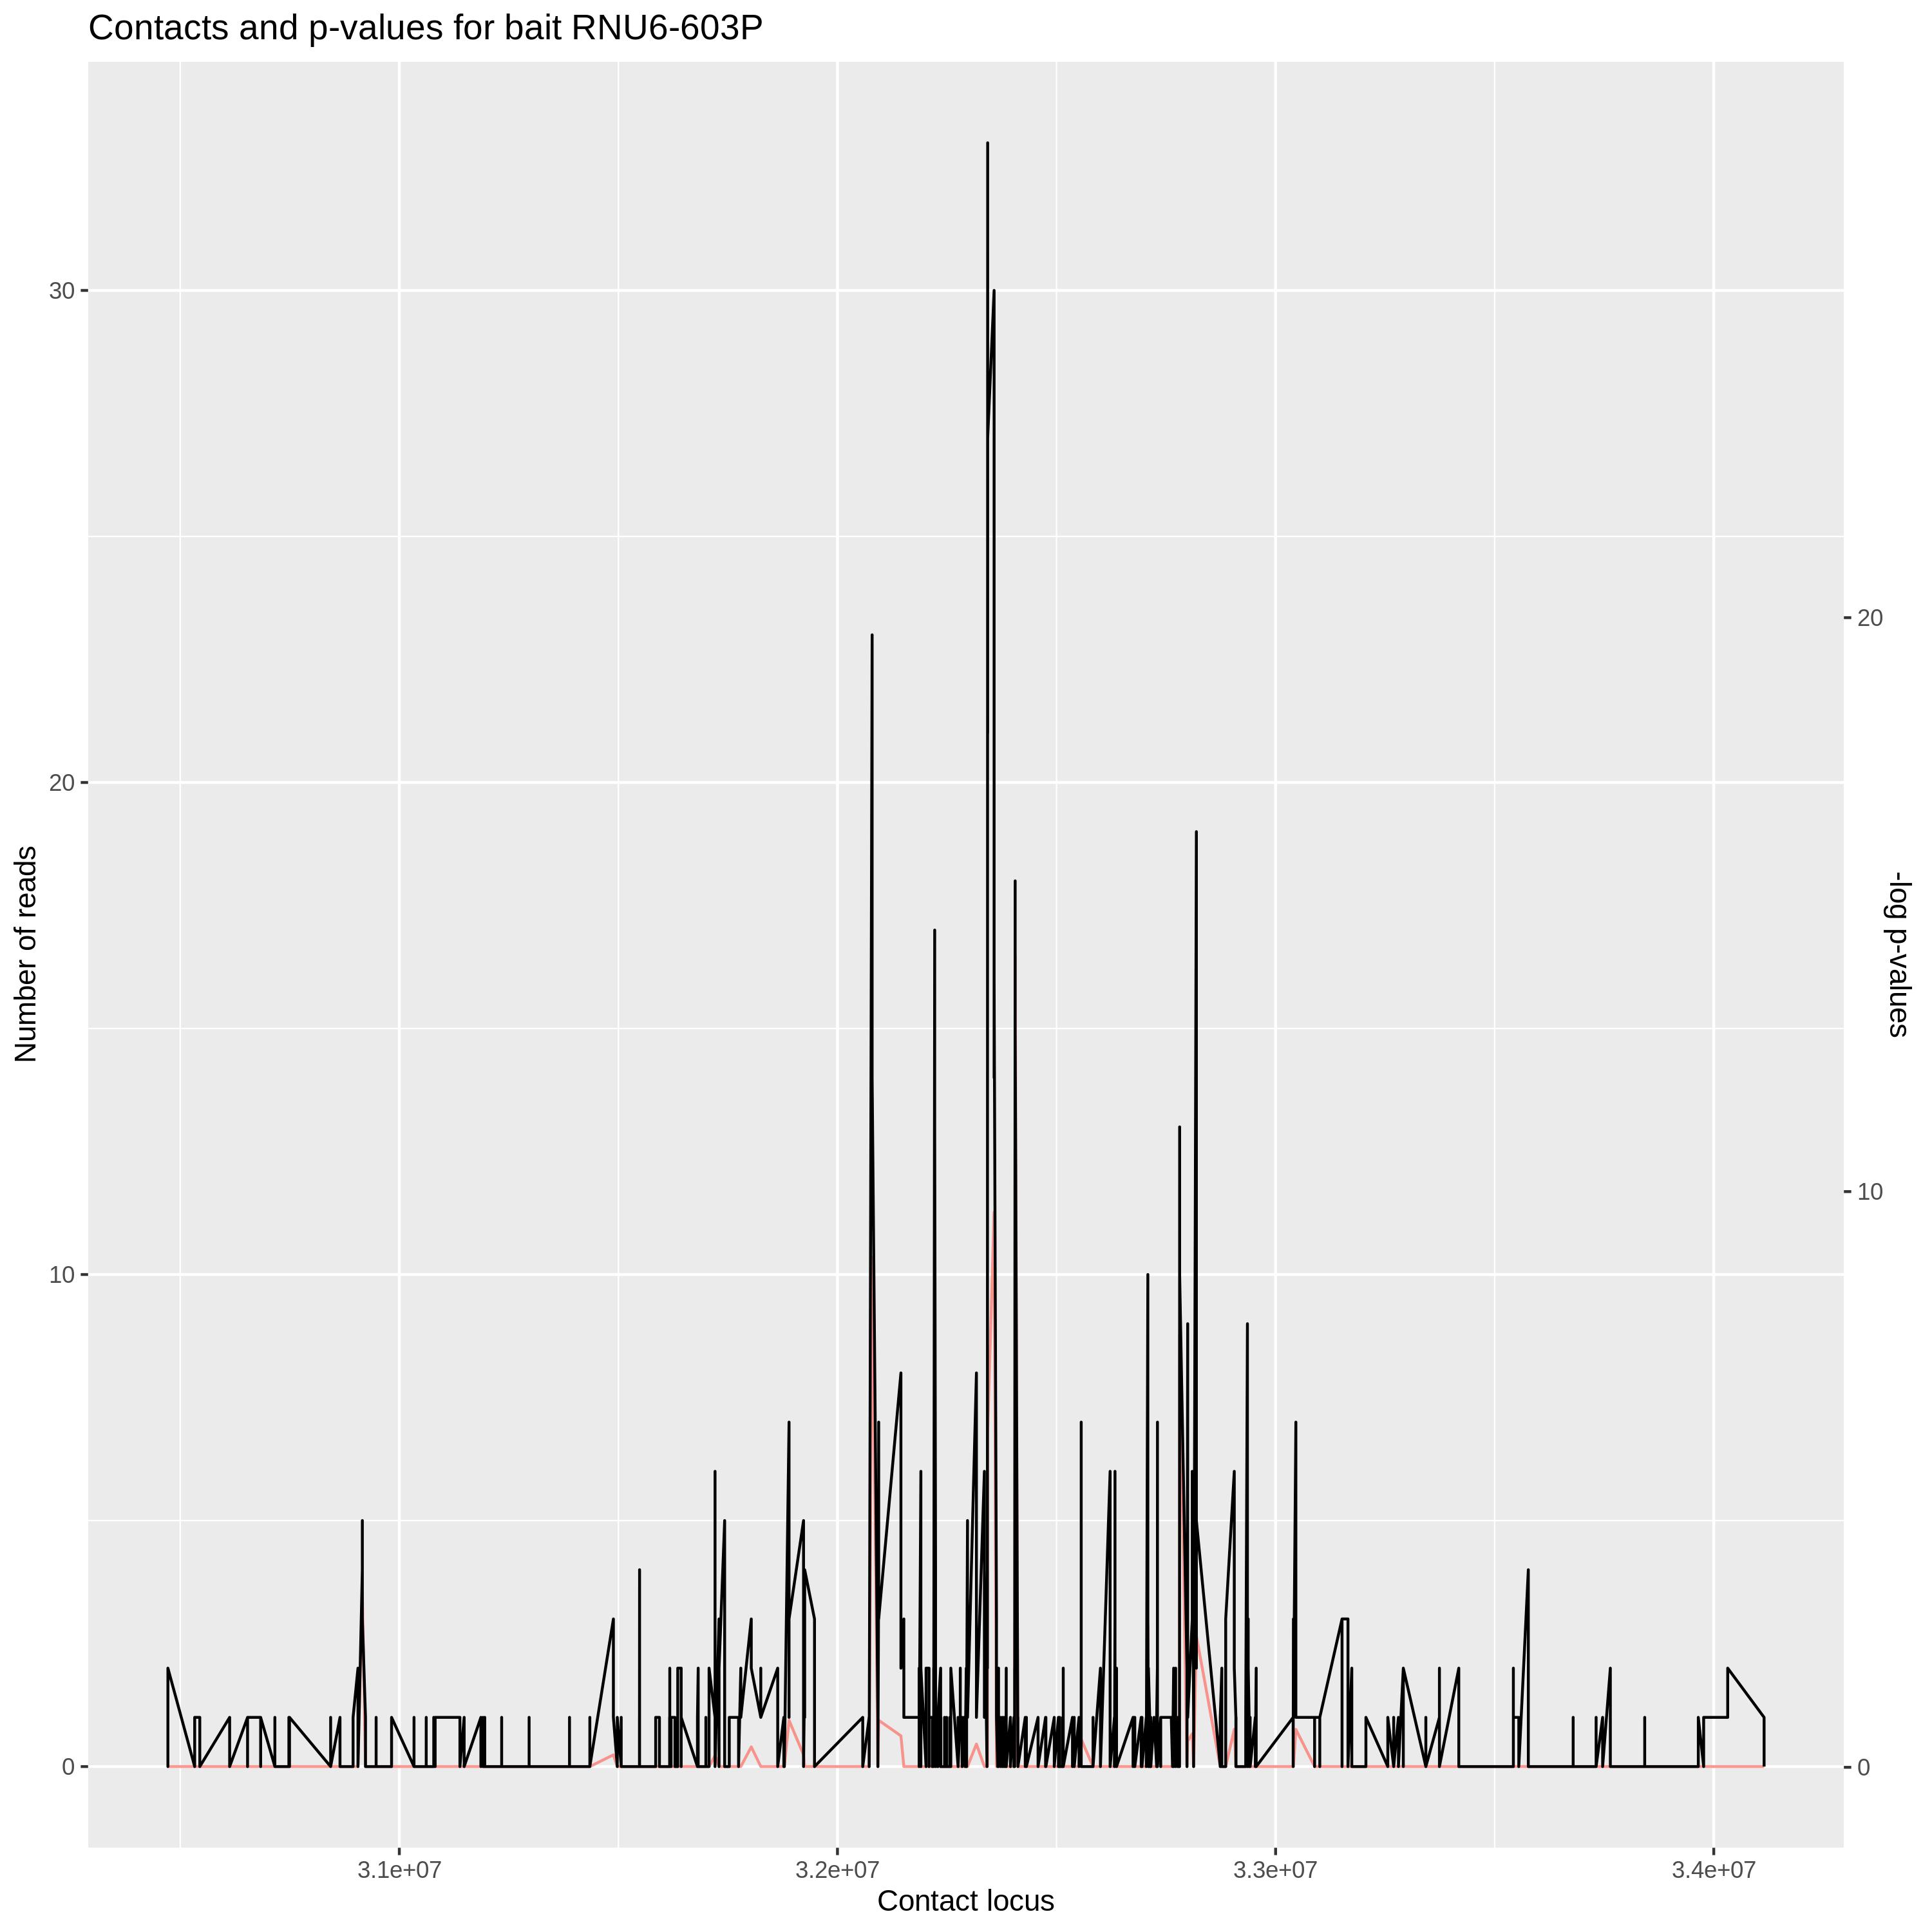 Contacts and p-values for bait RNU6-603P
Number of reads
30
20
10
0
-log p-values
20
10
0
3.1e+07
3.2e+07
3.3e+07
3.4e+07
Contact locus